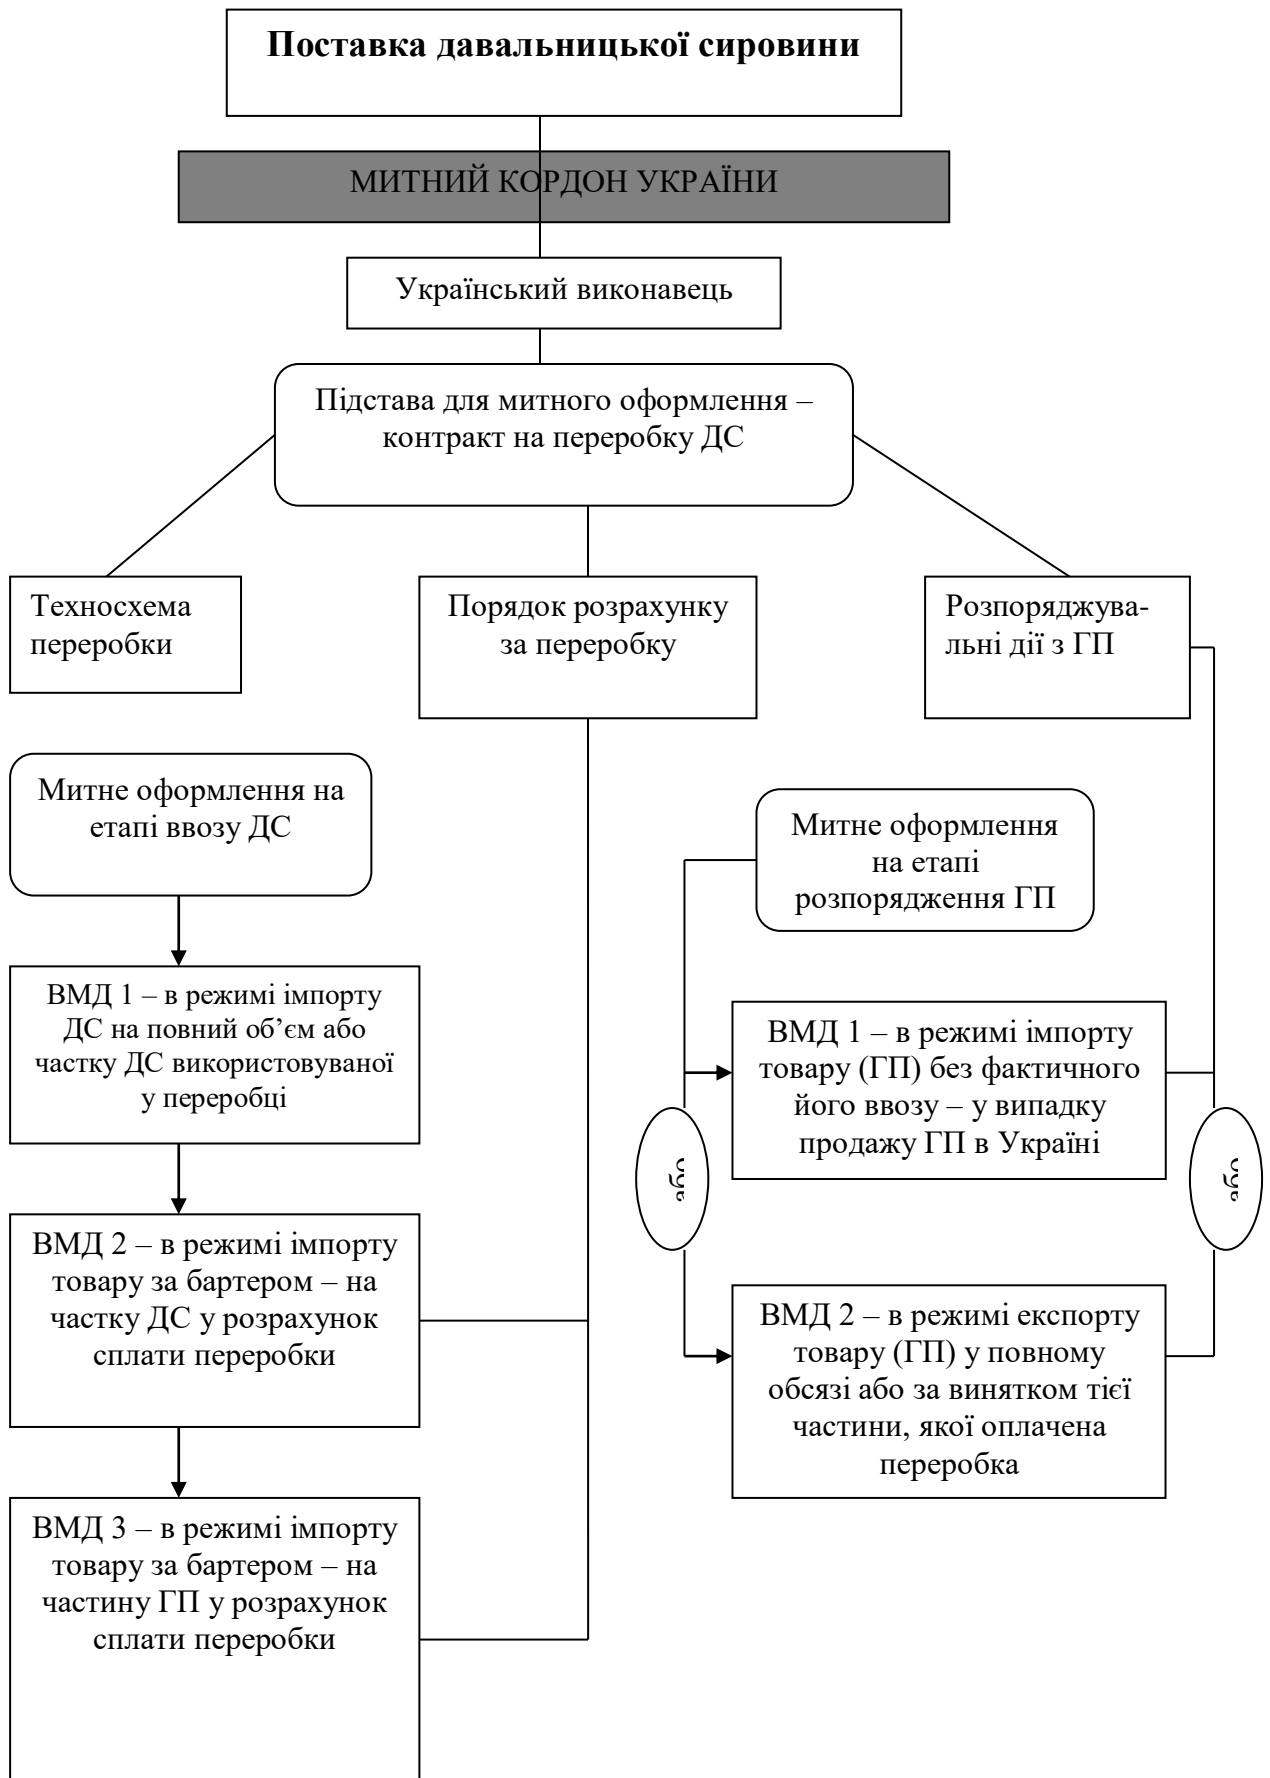 Поставка давальницької сировини
МИТНИЙ КОРДОН УКРАЇНИ
Український виконавець
Підстава для митного оформлення –
контракт на переробку ДС
Техносхема
переробки
Порядок розрахунку
за переробку
Розпоряджува-
льні дії з ГП
Митне оформлення на
етапі ввозу ДС
Митне оформлення
на етапі
розпорядження ГП
ВМД 1 – в режимі імпорту
ДС на повний об’єм або
частку ДС використовуваної
у переробці
ВМД 1 – в режимі імпорту
товару (ГП) без фактичного
його ввозу – у випадку
продажу ГП в Україні
або
або
ВМД 2 – в режимі імпорту
товару за бартером – на
частку ДС у розрахунок
сплати переробки
ВМД 2 – в режимі експорту
товару (ГП) у повному
обсязі або за винятком тієї
частини, якої оплачена
переробка
ВМД 3 – в режимі імпорту
товару за бартером – на
частину ГП у розрахунок
сплати переробки